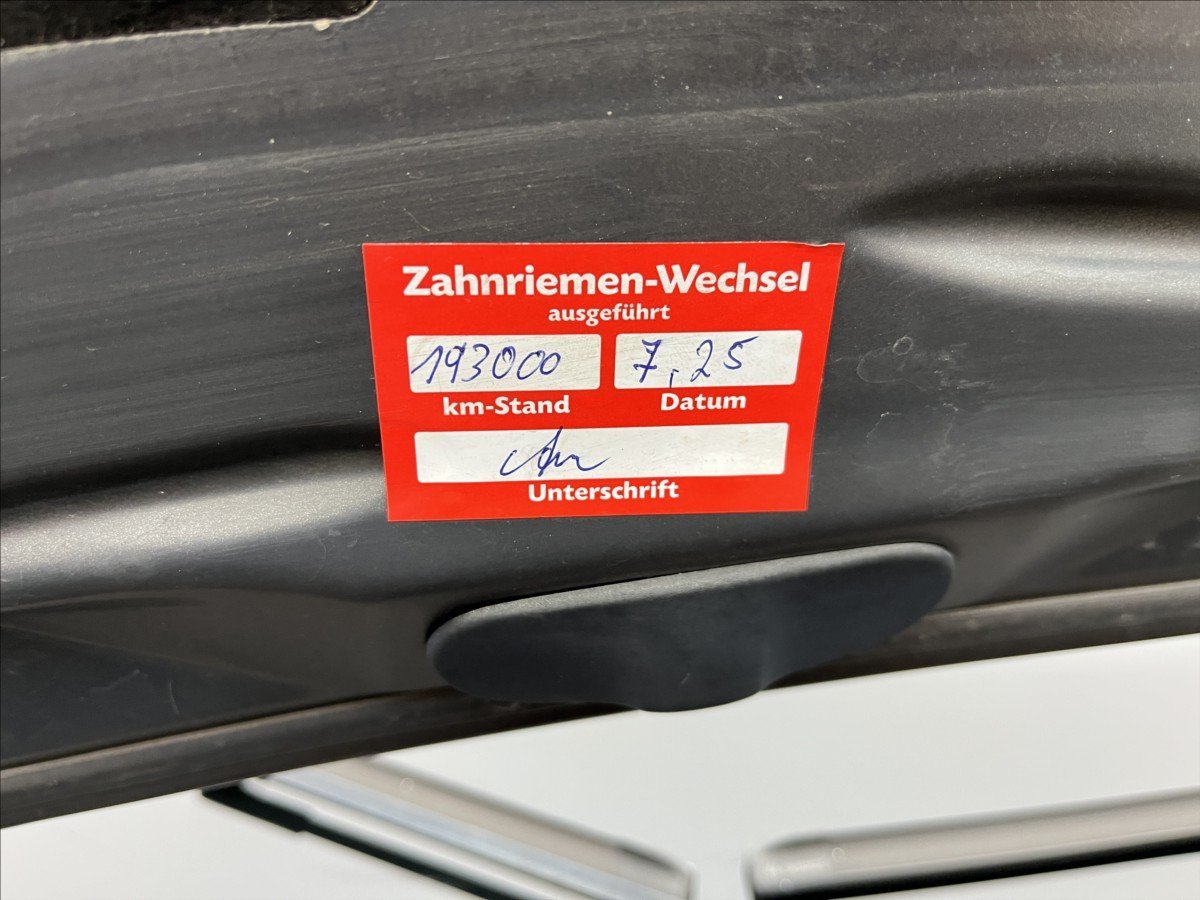 Zahnriemen-Wechsel
ausgeführt
193000 7,25
km-Stand Datum
Unterschrift